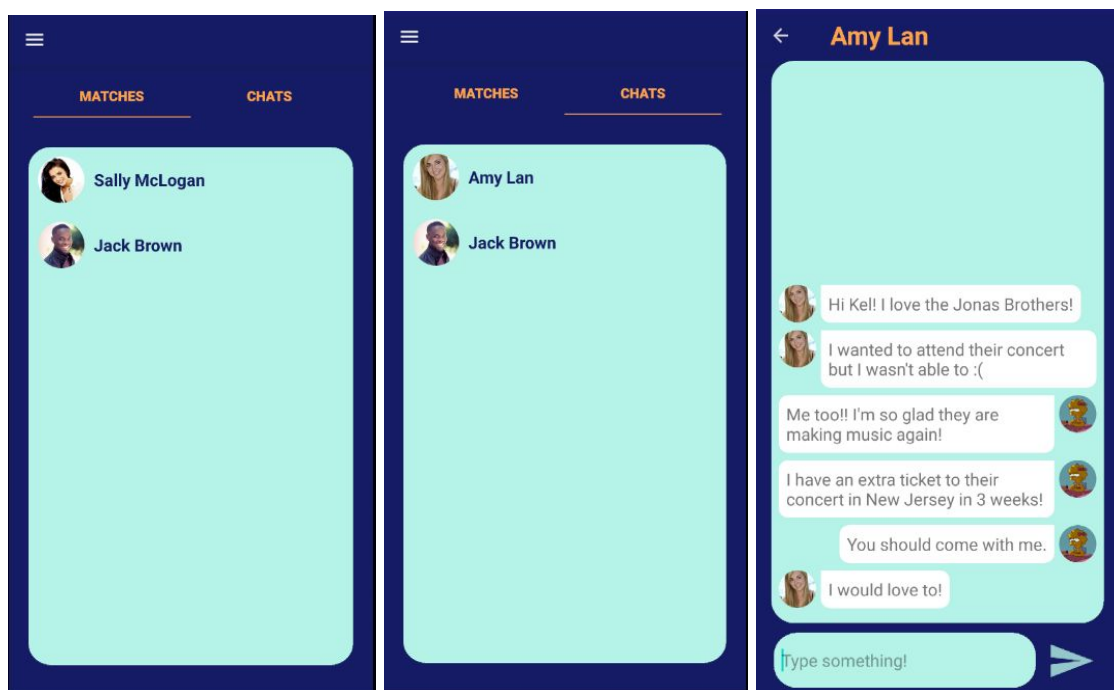 MATCHES CHATS
Sally McLogan
Jack Brown
MATCHES CHATS
Amy Lan
Jack Brown
Amy Lan
Hi Kel! I love the Jonas Brothers!
I wanted to attend their concert
but I wasn't able to :(
Me too!! I'm so glad they are
making music again!
I have an extra ticket to their
concert in New Jersey in 3 weeks!
You should come with me.
I would love to!
Type something!